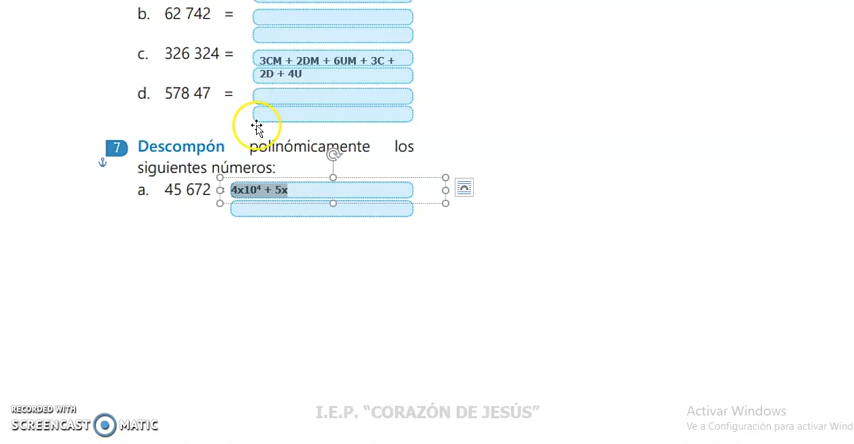 b. 62 742 =
c. 326 324 = 3CM + 2DM + 6UM + 3C +
2D + 4U
d. 578 47 =
7 Descompón polinómicamente los
siguientes números:
a. 45 672 : 4x10⁴ + 5x
RECORDED WITH
SCREENCAST MATIC
I.E.P. “CORAZÓN DE JESÚS”
Activar Windows
Ve a Configuración para activar Wind